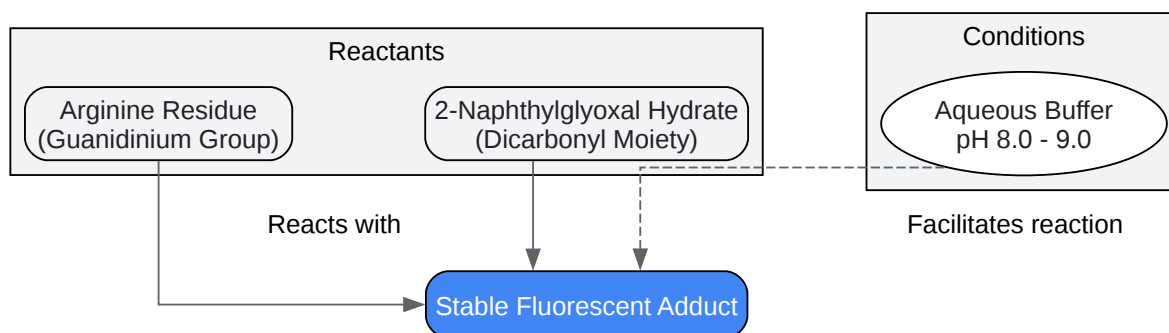 Reactants
Conditions
Arginine Residue
(Guanidinium Group)
2-Naphthylglyoxal Hydrate
(Dicarbonyl Moiety)
Aqueous Buffer
pH 8.0 - 9.0
Reacts with
Facilitates reaction
Stable Fluorescent Adduct